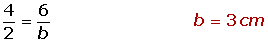 4/2 = 6/b    b = 3 cm